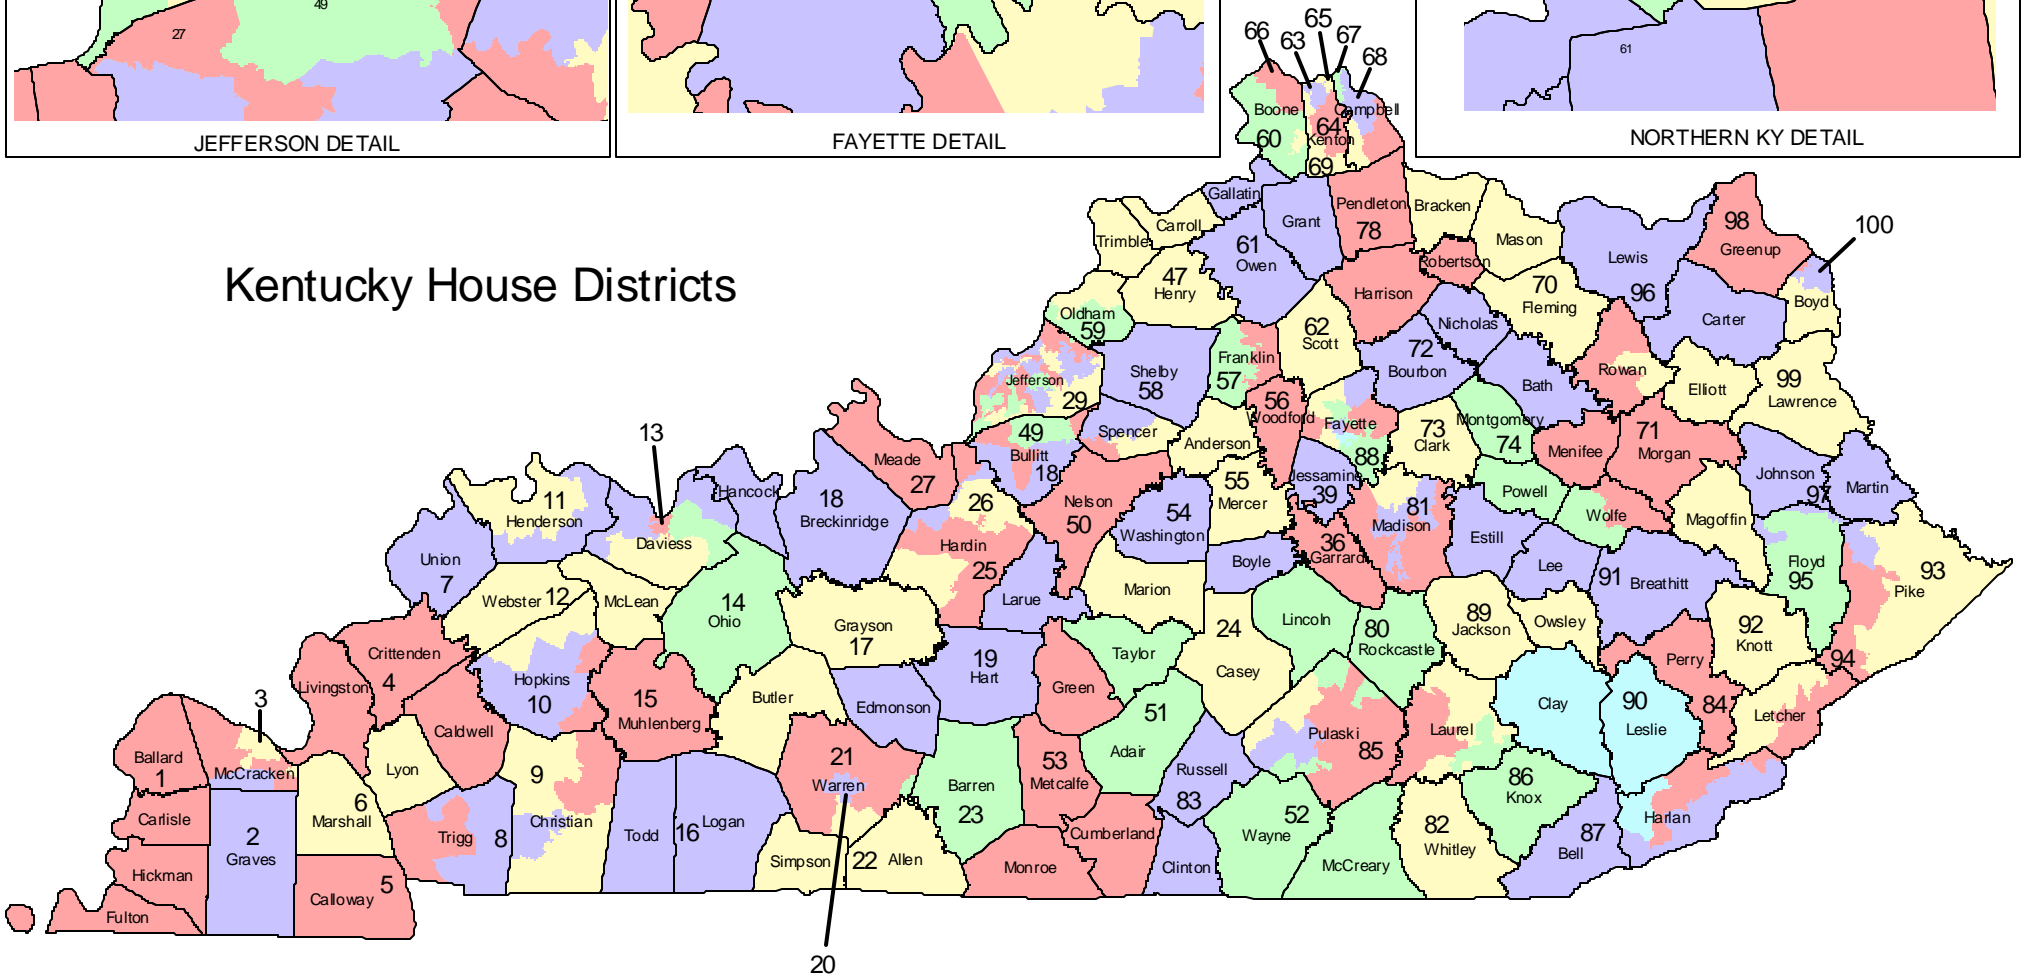 49
27
JEFFERSON DETAIL
FAYETTE DETAIL
61
NORTHERN KY DETAIL
Kentucky House Districts
66
63
65
67
68
Boone
60
64
Kenton
69
Campbell
Gallatin
Carroll
Trimble
Grant
61
Owen
Pendleton
78
Bracken
Mason
Robertson
Lewis
96
98
Greenup
100
Boyd
Carter
47
Henry
Oldham
59
Harrison
70
Fleming
Nicholas
62
Scott
72
Bourbon
Bath
Rowan
Elliott
99
Lawrence
Jefferson
29
Shelby
58
Franklin
57
56
Woodford
Fayette
88
73
Clark
Montgomery
74
Menifee
71
Morgan
Johnson
97
Martin
49
Bullitt
18
Spencer
Anderson
Jessamine
39
55
Mercer
54
Washington
Nelson
50
Meade
27
26
Hardin
25
Larue
13
Hancock
18
Breckinridge
11
Henderson
Daviess
Union
7
Webster 12
McLean
14
Ohio
Grayson
17
Boyle
36
Garrard
81
Madison
Estill
Powell
Wolfe
Magoffin
Floyd
95
93
Pike
94
Lee
91
Breathitt
Marion
Lincoln
80
Rockcastle
89
Jackson
Owsley
92
Knott
Perry
84
Letcher
Crittenden
4
Livingston
3
Hopkins
10
15
Muhlenberg
Butler
Edmonson
19
Hart
Green
Taylor
24
Casey
51
Adair
Clay
90
Leslie
Laurel
Pulaski
85
Ballard
1
McCracken
Caldwell
Lyon
9
Christian
21
Warren
Barren
23
53
Metcalfe
Russell
83
86
Knox
Harlan
Carlisle
2
Graves
6
Marshall
Trigg
8
Todd
16
Logan
Simpson
22
Allen
Cumberland
Monroe
Clinton
Wayne
52
McCreary
82
Whitley
87
Bell
Hickman
Calloway
5
Fulton
20